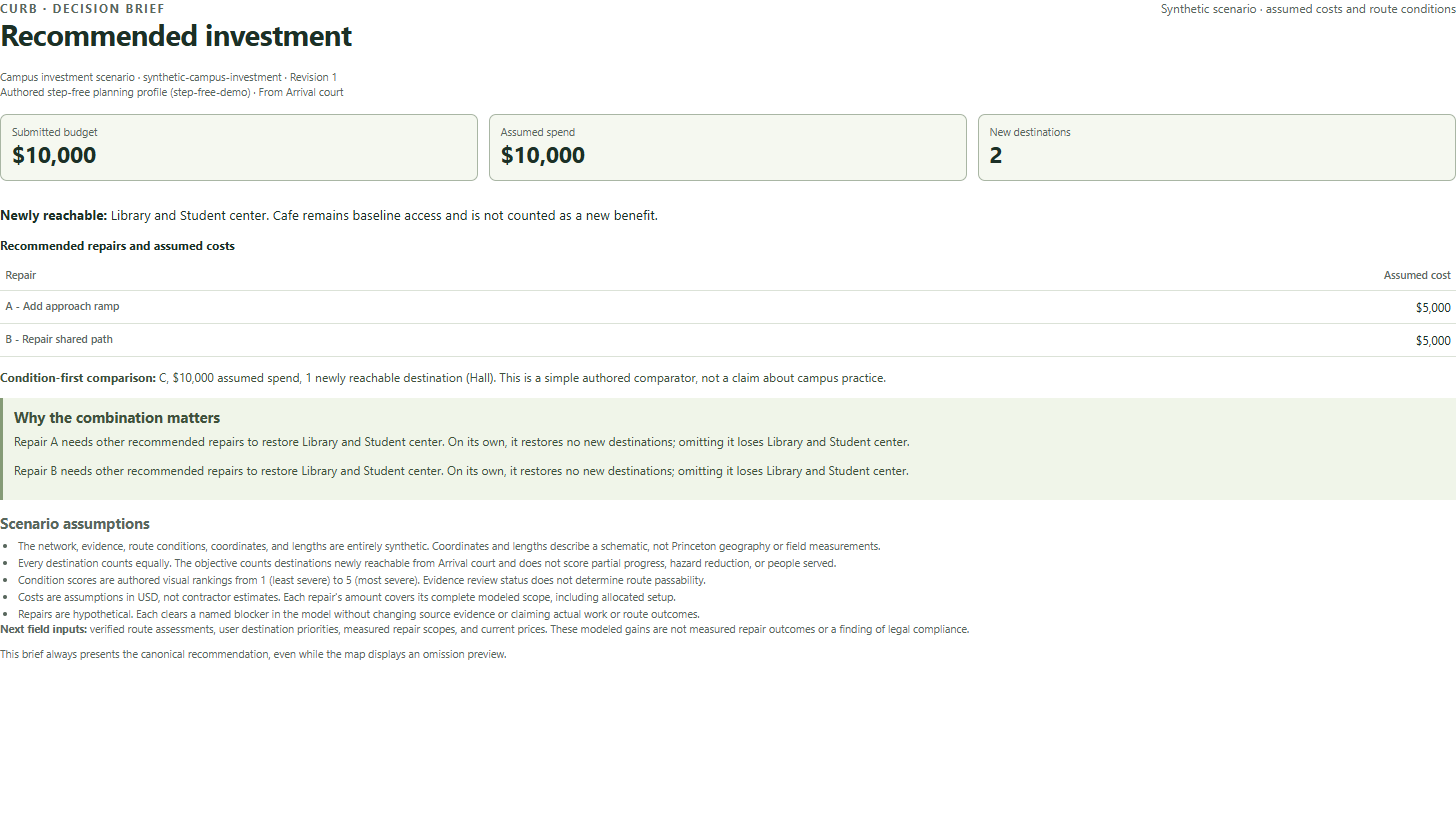 CURB · DECISION BRIEF
Synthetic scenario · assumed costs and route conditions
Recommended investment
Campus investment scenario · synthetic-campus-investment · Revision 1
Authored step-free planning profile (step-free-demo) · From Arrival court
Submitted budget
$10,000
Assumed spend
$10,000
New destinations
2
Newly reachable: Library and Student center. Cafe remains baseline access and is not counted as a new benefit.
Recommended repairs and assumed costs
Repair
Assumed cost
A - Add approach ramp
$5,000
B - Repair shared path
$5,000
Condition-first comparison: C, $10,000 assumed spend, 1 newly reachable destination (Hall). This is a simple authored comparator, not a claim about campus practice.
Why the combination matters
Repair A needs other recommended repairs to restore Library and Student center. On its own, it restores no new destinations; omitting it loses Library and Student center.
Repair B needs other recommended repairs to restore Library and Student center. On its own, it restores no new destinations; omitting it loses Library and Student center.
Scenario assumptions
• The network, evidence, route conditions, coordinates, and lengths are entirely synthetic. Coordinates and lengths describe a schematic, not Princeton geography or field measurements.
• Every destination counts equally. The objective counts destinations newly reachable from Arrival court and does not score partial progress, hazard reduction, or people served.
• Condition scores are authored visual rankings from 1 (least severe) to 5 (most severe). Evidence review status does not determine route passability.
• Costs are assumptions in USD, not contractor estimates. Each repair's amount covers its complete modeled scope, including allocated setup.
• Repairs are hypothetical. Each clears a named blocker in the model without changing source evidence or claiming actual work or route outcomes.
Next field inputs: verified route assessments, user destination priorities, measured repair scopes, and current prices. These modeled gains are not measured repair outcomes or a finding of legal compliance.
This brief always presents the canonical recommendation, even while the map displays an omission preview.